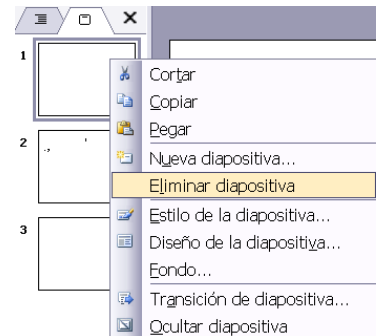 1
Cortar
Copiar
Pegar
2
Nueva diapositiva...
Eliminar diapositiva
Estilo de la diapositiva...
3
Diseño de la diapositiva...
Fondo...
Transición de diapositiva...
Ocultar diapositiva